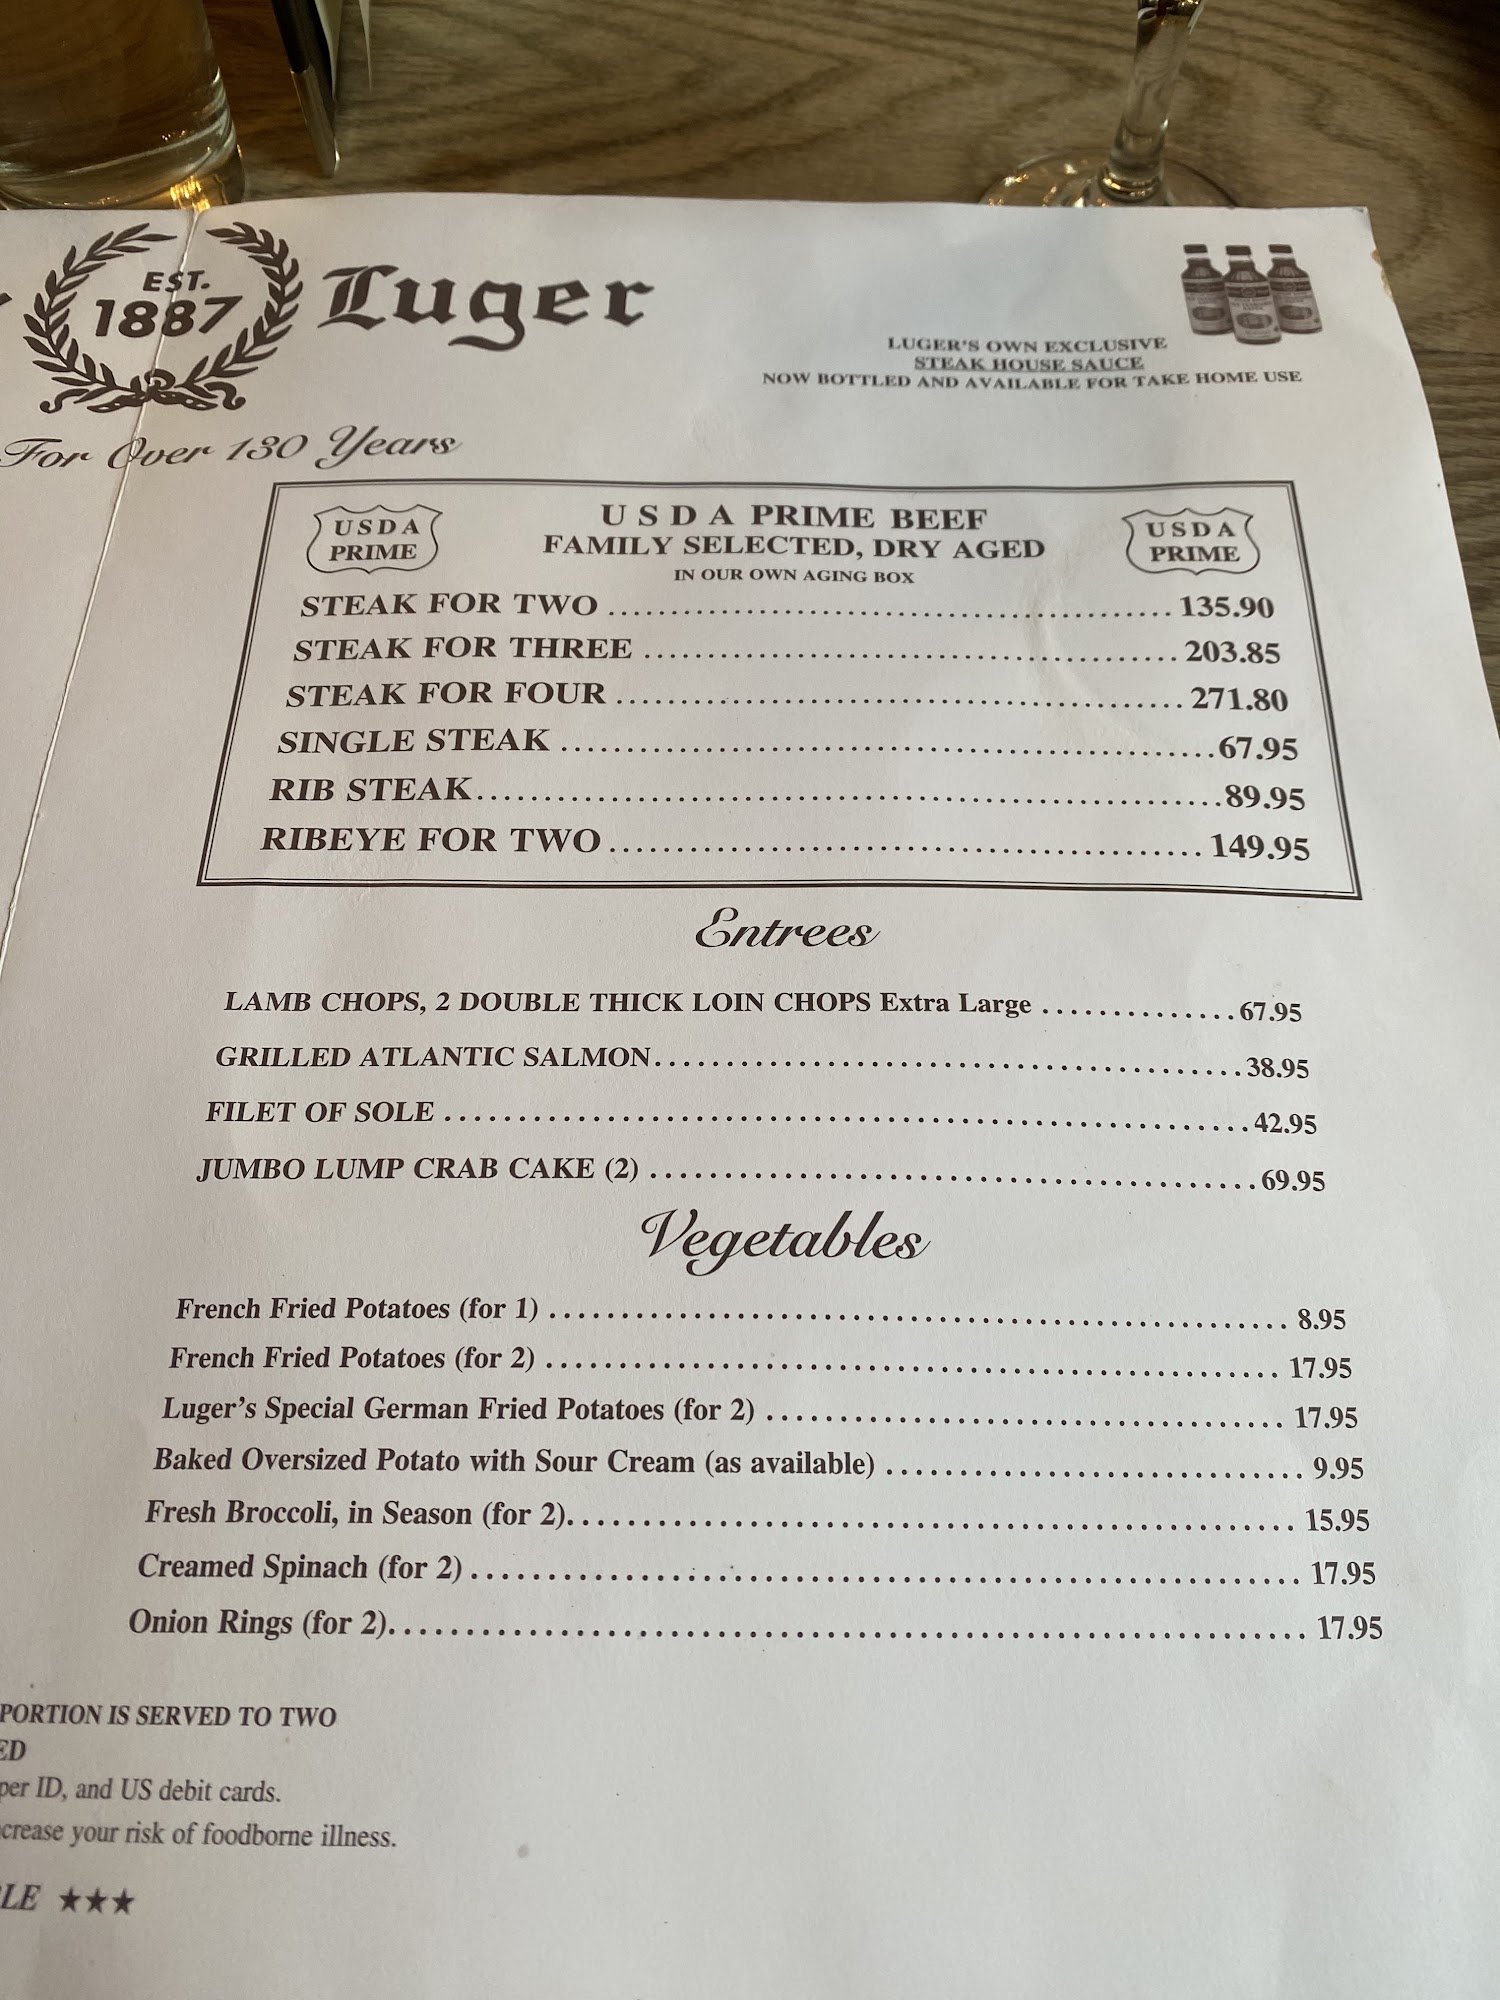 EST.
1887
Luger
LUGER'S OWN EXCLUSIVE
STEAK HOUSE SAUCE
NOW BOTTLED AND AVAILABLE FOR TAKE HOME USE
For Over 130 Years
USDA
PRIME
USDA PRIME BEEF
FAMILY SELECTED, DRY AGED
IN OUR OWN AGING BOX
USDA
PRIME
STEAK FOR TWO 135.90
STEAK FOR THREE 203.85
STEAK FOR FOUR 271.80
SINGLE STEAK 67.95
RIB STEAK 89.95
RIBEYE FOR TWO 149.95
Entrees
LAMB CHOPS, 2 DOUBLE THICK LOIN CHOPS Extra Large 67.95
GRILLED ATLANTIC SALMON 38.95
FILET OF SOLE 42.95
JUMBO LUMP CRAB CAKE (2) 69.95
Vegetables
French Fried Potatoes (for 1) 8.95
French Fried Potatoes (for 2) 17.95
Luger's Special German Fried Potatoes (for 2) 17.95
Baked Oversized Potato with Sour Cream (as available) 9.95
Fresh Broccoli, in Season (for 2) 15.95
Creamed Spinach (for 2) 17.95
Onion Rings (for 2) 17.95
PORTION IS SERVED TO TWO
ED
per ID, and US debit cards.
crease your risk of foodborne illness.
LE ★★★